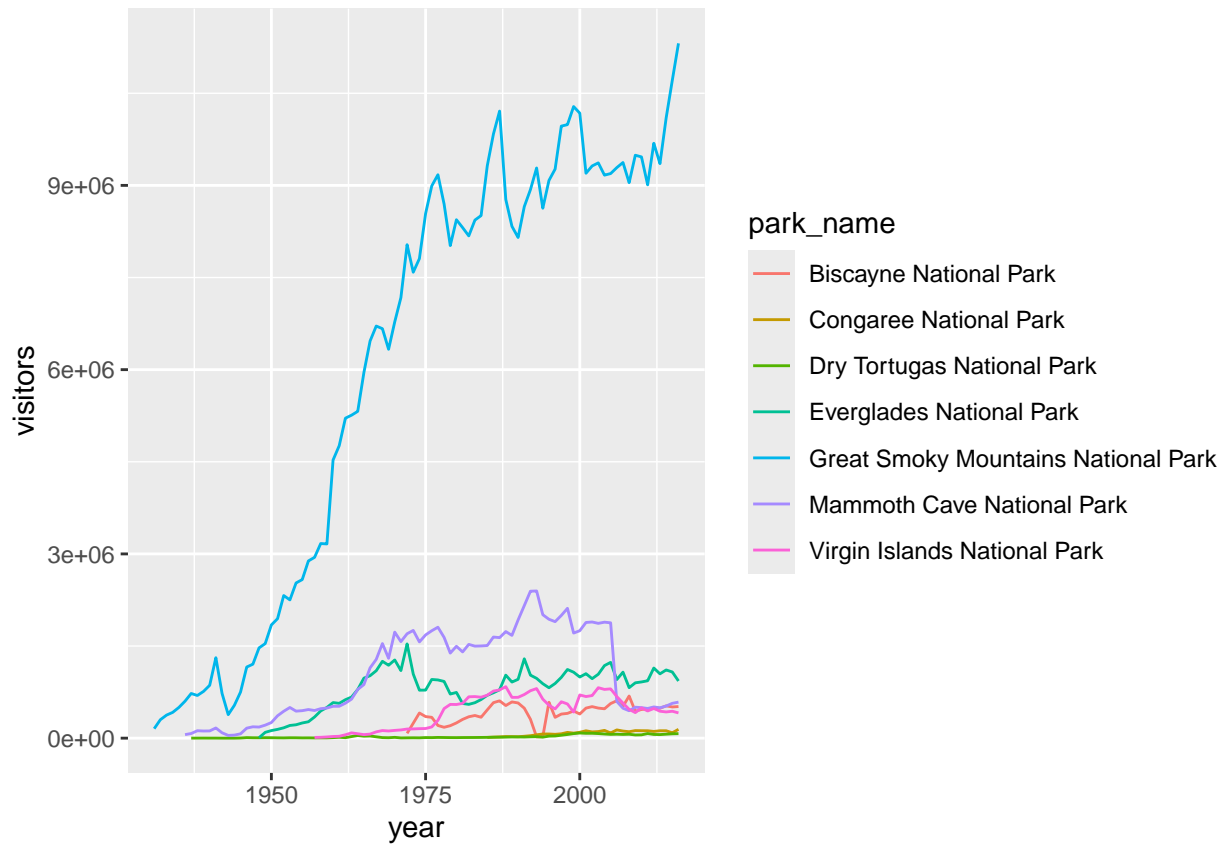 9e+06
6e+06
3e+06
0e+00
visitors
1950
1975
2000
year
park_name
Biscayne National Park
Congaree National Park
Dry Tortugas National Park
Everglades National Park
Great Smoky Mountains National Park
Mammoth Cave National Park
Virgin Islands National Park